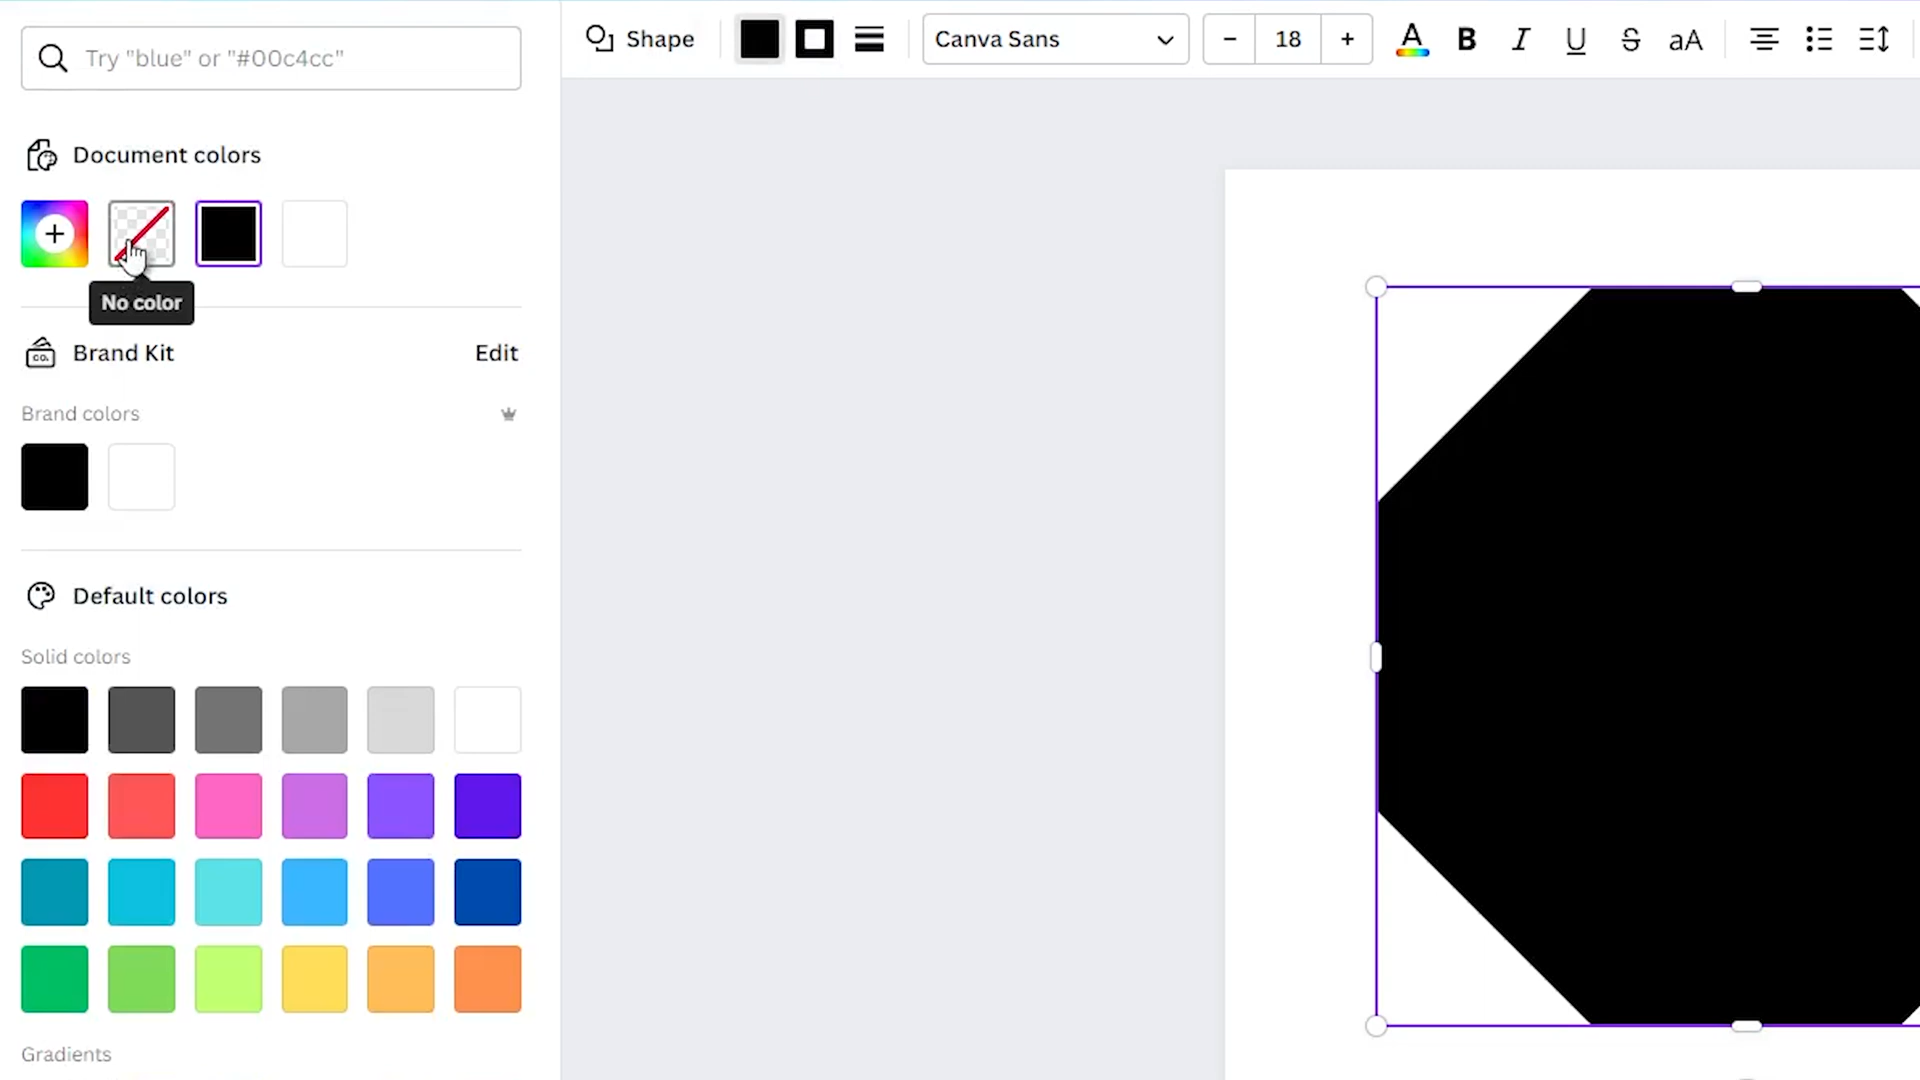 Try "blue" or "#00c4cc"
Shape
Canva Sans
− 18 +
A B I U S aA
Document colors
No color
Brand Kit
CO.
Edit
Brand colors
Default colors
Solid colors
Gradients